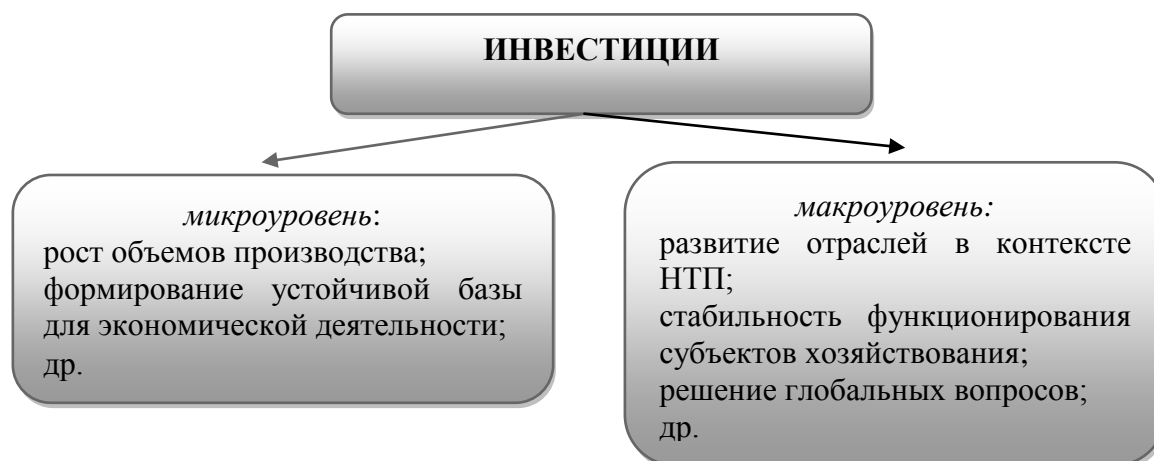 ИНВЕСТИЦИИ
микроуровень:
рост объемов производства;
формирование устойчивой базы
для экономической деятельности;
др.
макроуровень:
развитие отраслей в контексте
НТП;
стабильность функционирования
субъектов хозяйствования;
решение глобальных вопросов;
др.